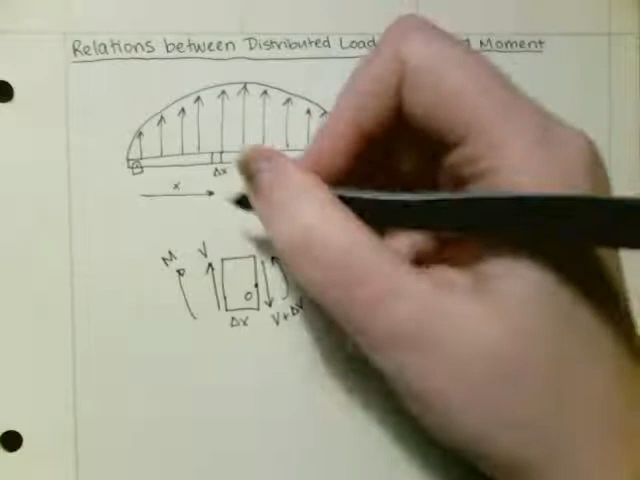 Relations between Distributed Load Moment
Δx
x
M V
O
Δx V+ΔV